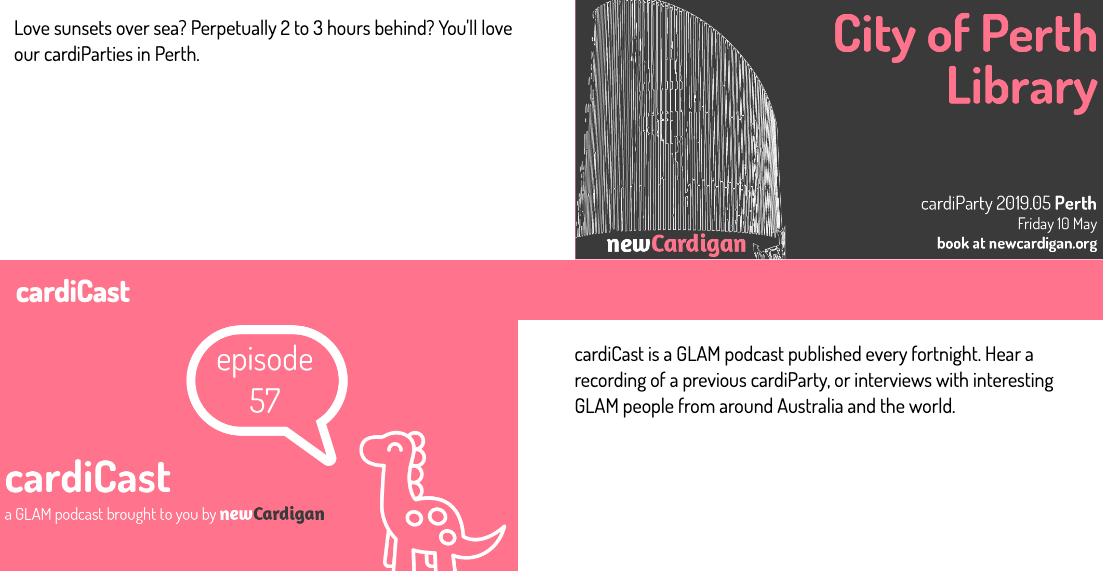 Love sunsets over sea? Perpetually 2 to 3 hours behind? You'll love
our cardiParties in Perth.
City of Perth
Library
cardiParty 2019.05 Perth
Friday 10 May
book at newcardigan.org
newCardigan
cardiCast
episode
57
cardiCast
a GLAM podcast brought to you by newCardigan
cardiCast is a GLAM podcast published every fortnight. Hear a
recording of a previous cardiParty, or interviews with interesting
GLAM people from around Australia and the world.